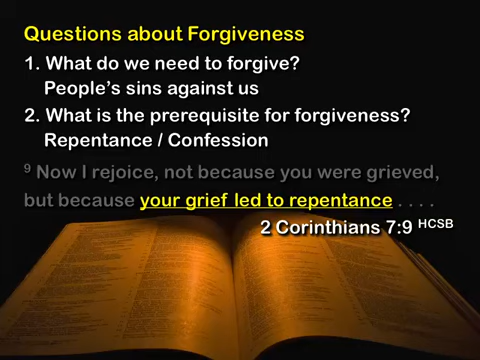 Questions about Forgiveness
1. What do we need to forgive?
People's sins against us
2. What is the prerequisite for forgiveness?
Repentance / Confession
9 Now I rejoice, not because you were grieved,
but because your grief led to repentance . . . .
2 Corinthians 7:9 HCSB